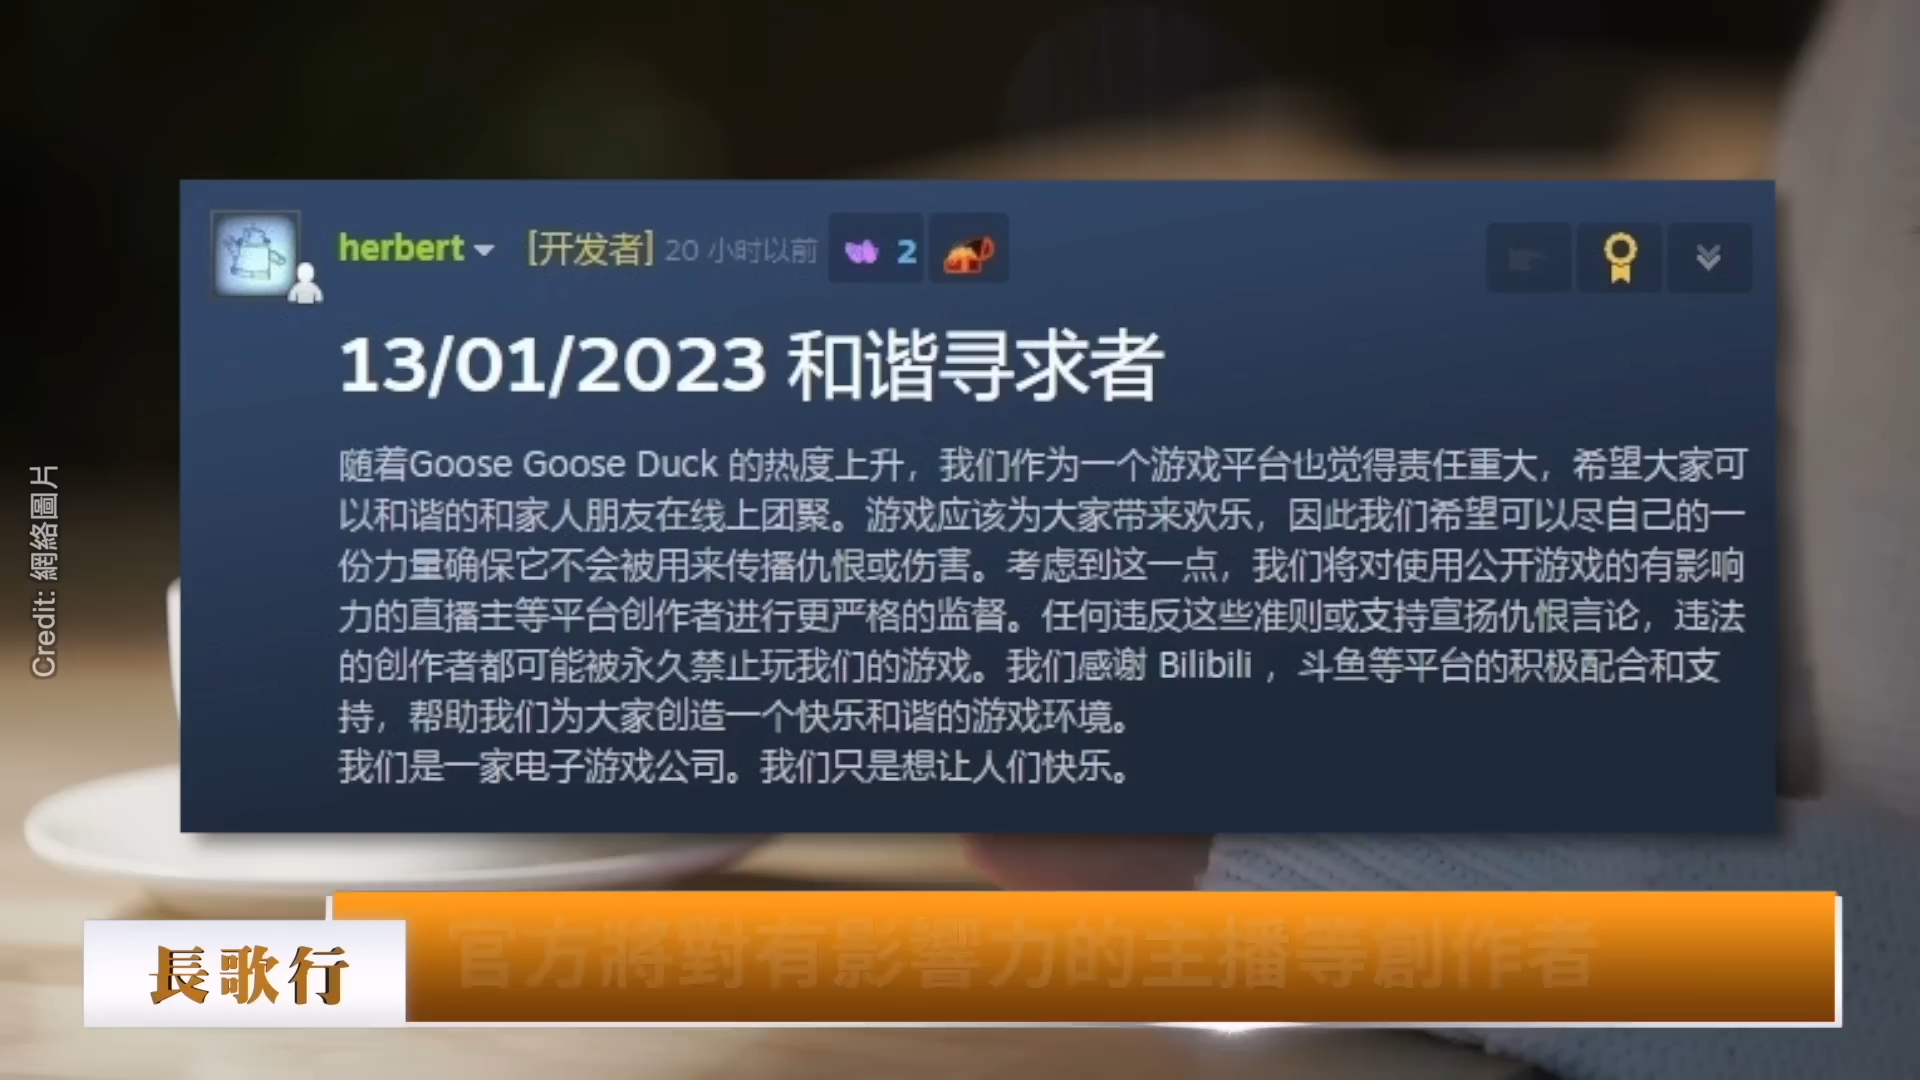 herbert [开发者] 20 小时以前 2
13/01/2023 和谐寻求者
随着Goose Goose Duck 的热度上升，我们作为一个游戏平台也觉得责任重大，希望大家可
以和谐的和家人朋友在线上团聚。游戏应该为大家带来欢乐，因此我们希望可以尽自己的一
份力量确保它不会被用来传播仇恨或伤害。考虑到这一点，我们将对使用公开游戏的有影响
力的直播主等平台创作者进行更严格的监督。任何违反这些准则或支持宣扬仇恨言论，违法
的创作者都可能被永久禁止玩我们的游戏。我们感谢 Bilibili ，斗鱼等平台的积极配合和支
持，帮助我们为大家创造一个快乐和谐的游戏环境。
我们是一家电子游戏公司。我们只是想让人们快乐。
Credit: 網絡圖片
官方將對有影響力的主播等創作者
長歌行